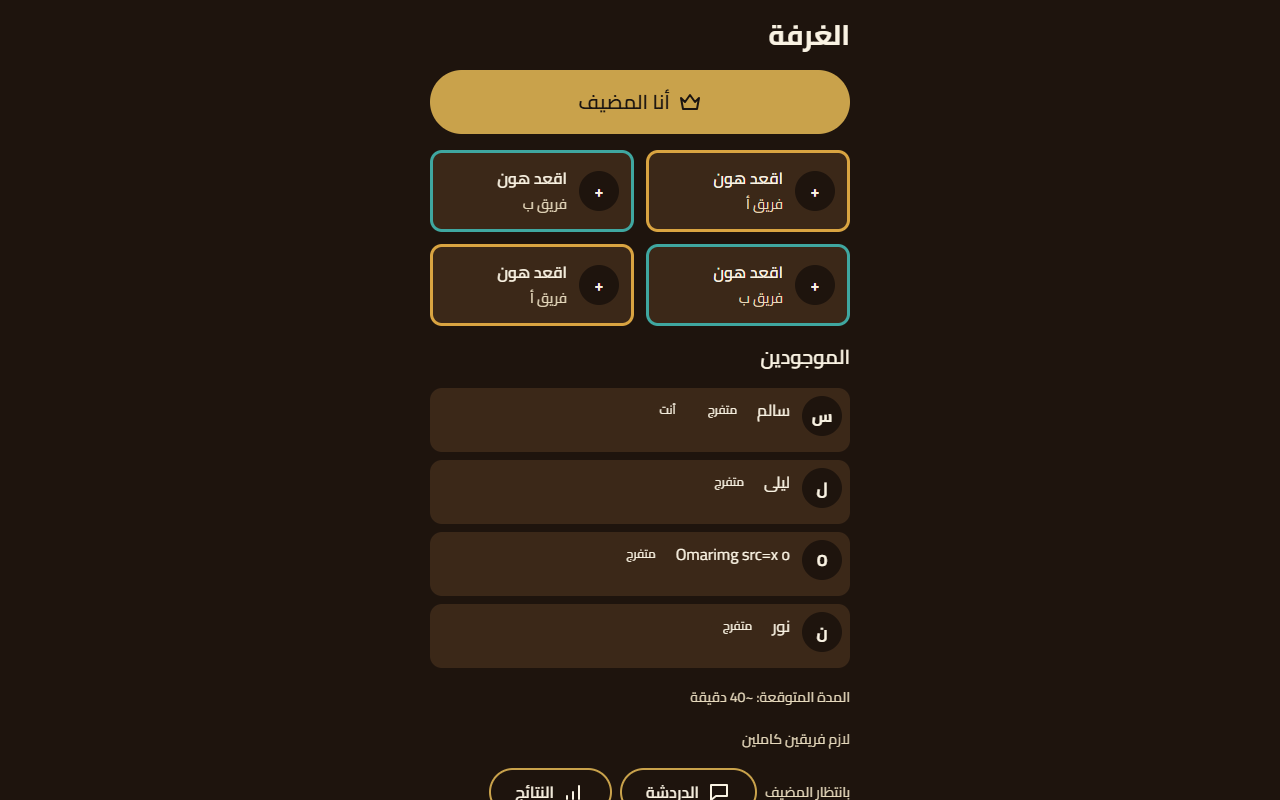 الغرفة
أنا المضيف
+ اقعد هون
فريق أ
+ اقعد هون
فريق ب
+ اقعد هون
فريق ب
+ اقعد هون
فريق أ
الموجودين
س سالم متفرج أنت
ل ليلى متفرج
O Omarimg src=x o متفرج
ن نور متفرج
المدة المتوقعة: ~40 دقيقة
لازم فريقين كاملين
بانتظار المضيف الدردشة النتائج